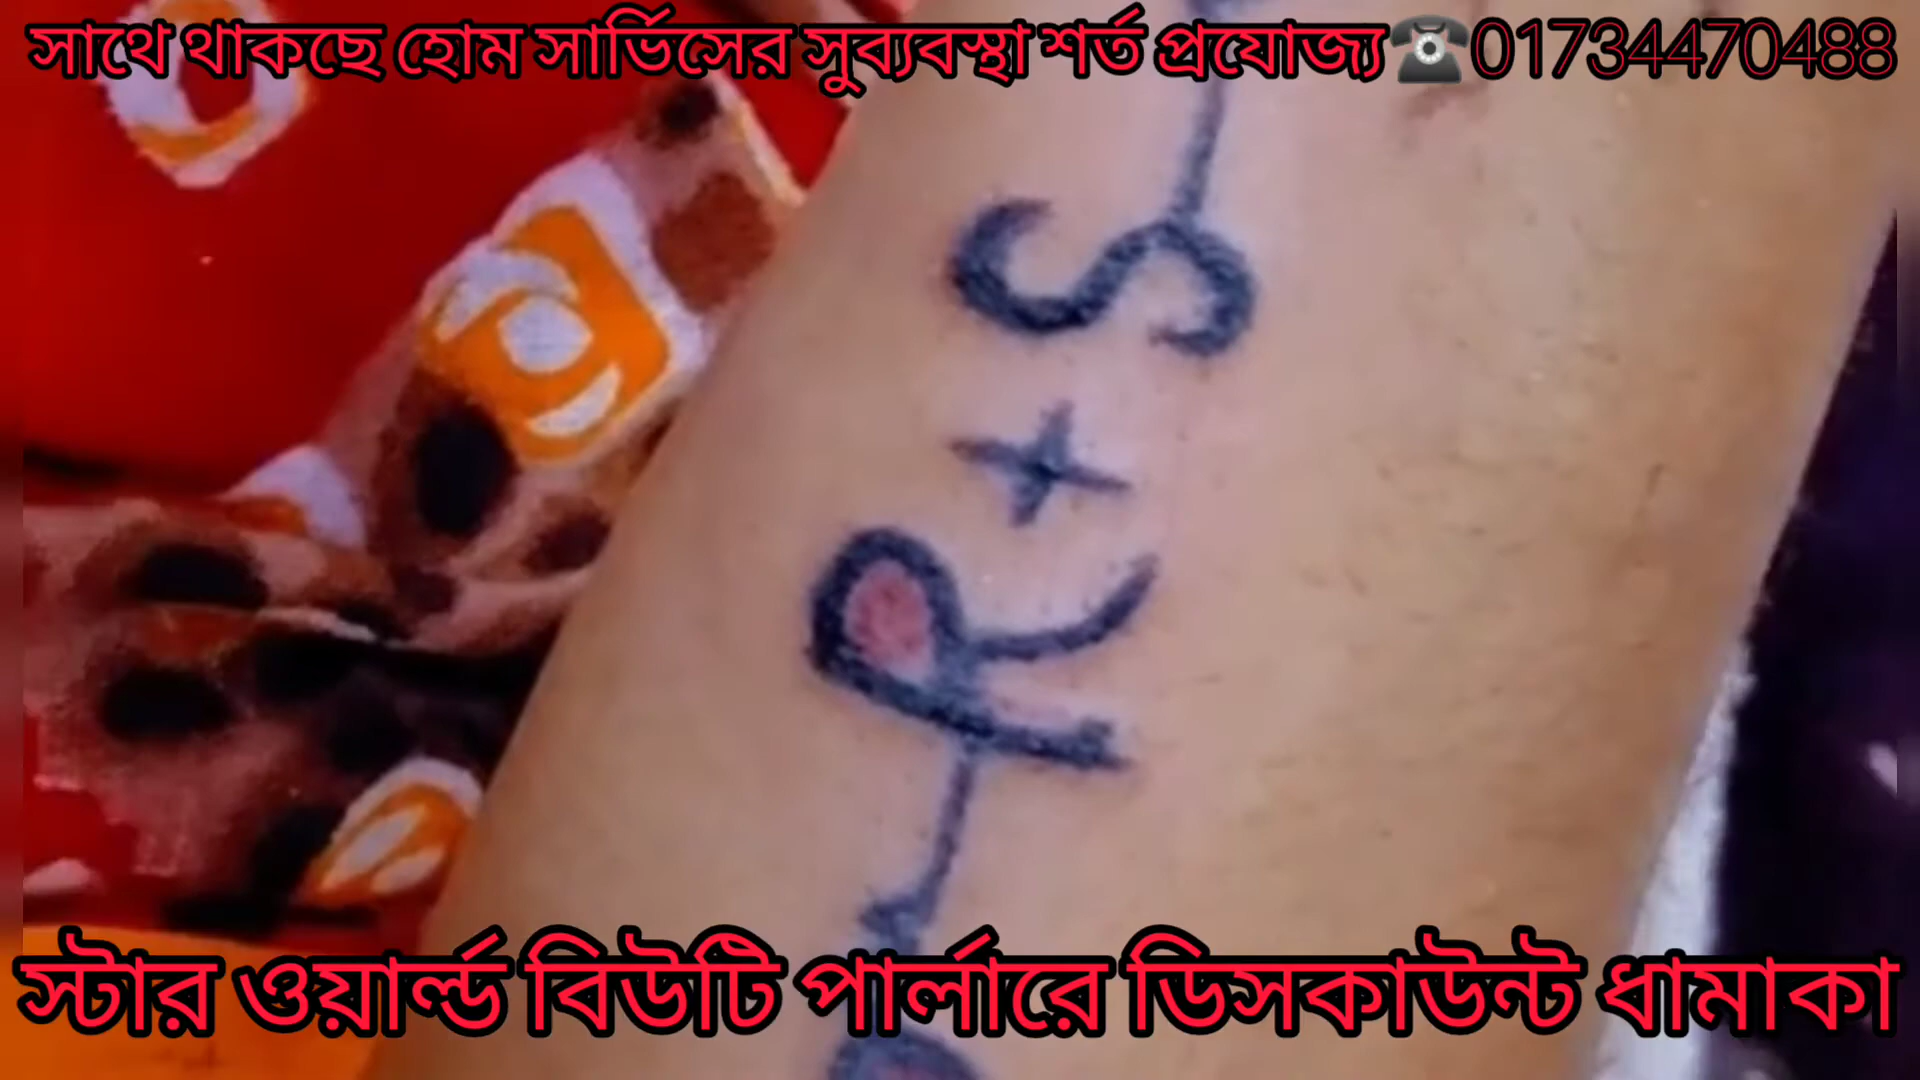 সাথে থাকছে হোম সার্ভিসের সুব্যবস্থা শর্ত প্রযোজ্য☎01734470488
R+S
স্টার ওয়ার্ল্ড বিউটি পার্লারে ডিসকাউন্ট ধামাকা